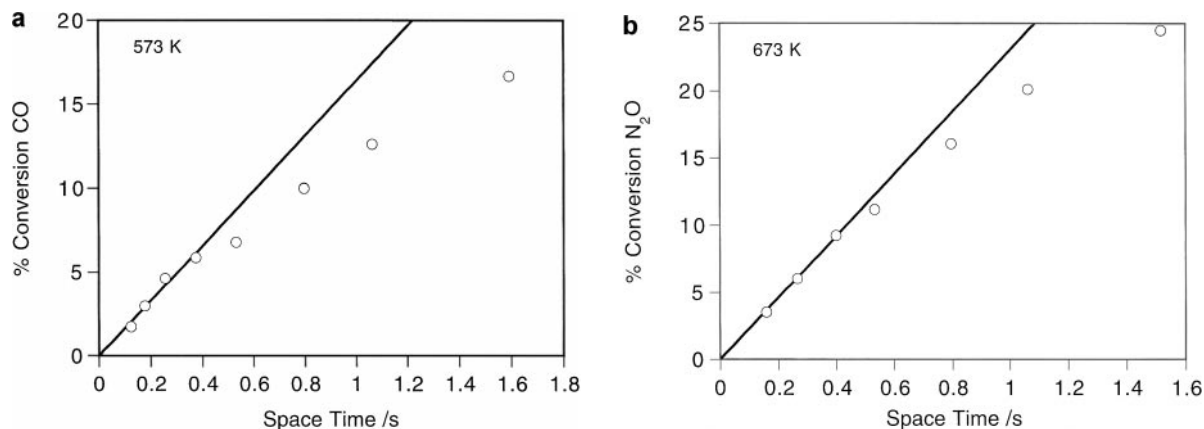 a
573 K
% Conversion CO
20
15
10
5
0
0 0.2 0.4 0.6 0.8 1 1.2 1.4 1.6 1.8
Space Time /s
b
673 K
% Conversion N₂O
25
20
15
10
5
0
0 0.2 0.4 0.6 0.8 1 1.2 1.4 1.6
Space Time /s